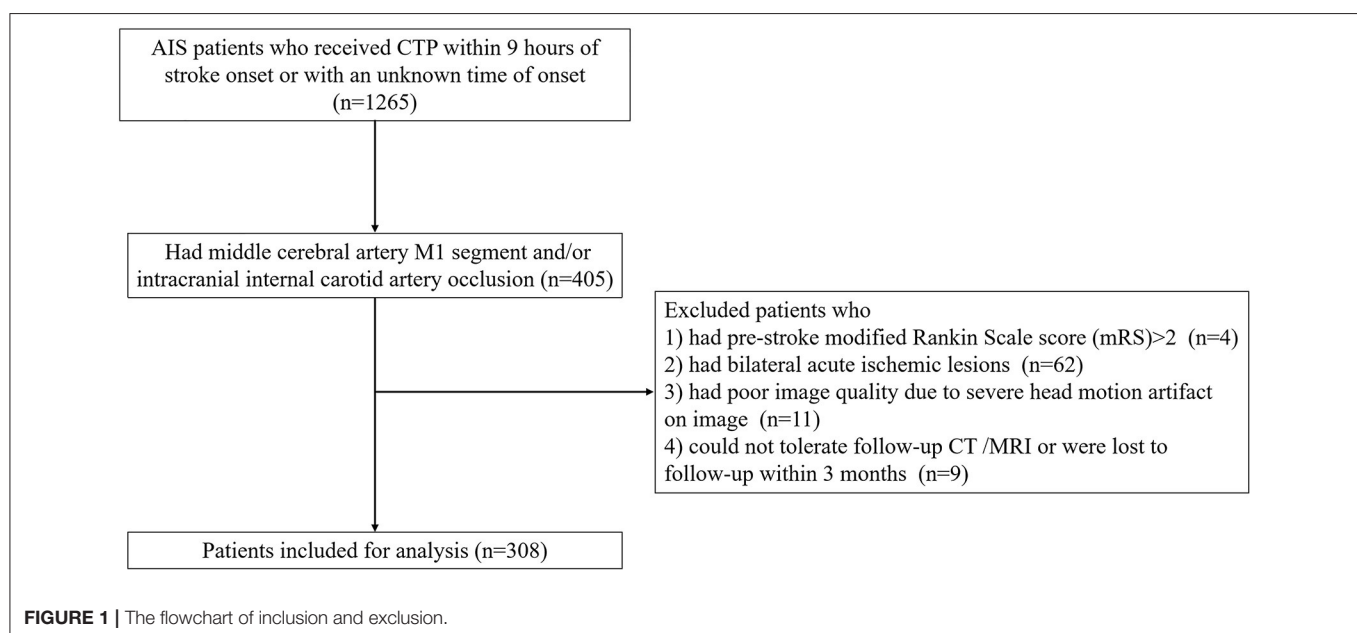 AIS patients who received CTP within 9 hours of
stroke onset or with an unknown time of onset
(n=1265)
Had middle cerebral artery M1 segment and/or
intracranial internal carotid artery occlusion (n=405)
Excluded patients who
1) had pre-stroke modified Rankin Scale score (mRS)>2 (n=4)
2) had bilateral acute ischemic lesions (n=62)
3) had poor image quality due to severe head motion artifact
on image (n=11)
4) could not tolerate follow-up CT /MRI or were lost to
follow-up within 3 months (n=9)
Patients included for analysis (n=308)
FIGURE 1 | The flowchart of inclusion and exclusion.